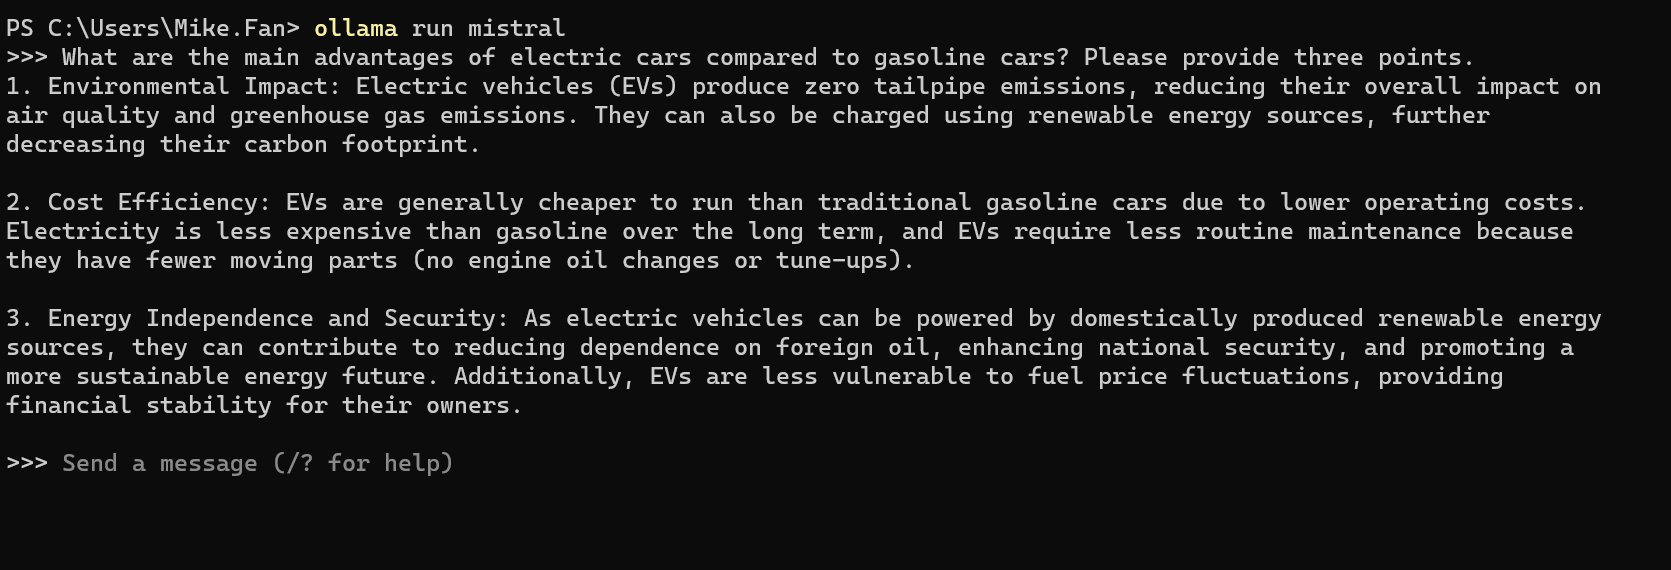 PS C:\Users\Mike.Fan> ollama run mistral
>>> What are the main advantages of electric cars compared to gasoline cars? Please provide three points.
1. Environmental Impact: Electric vehicles (EVs) produce zero tailpipe emissions, reducing their overall impact on
air quality and greenhouse gas emissions. They can also be charged using renewable energy sources, further
decreasing their carbon footprint.

2. Cost Efficiency: EVs are generally cheaper to run than traditional gasoline cars due to lower operating costs.
Electricity is less expensive than gasoline over the long term, and EVs require less routine maintenance because
they have fewer moving parts (no engine oil changes or tune-ups).

3. Energy Independence and Security: As electric vehicles can be powered by domestically produced renewable energy
sources, they can contribute to reducing dependence on foreign oil, enhancing national security, and promoting a
more sustainable energy future. Additionally, EVs are less vulnerable to fuel price fluctuations, providing
financial stability for their owners.

>>> Send a message (/? for help)